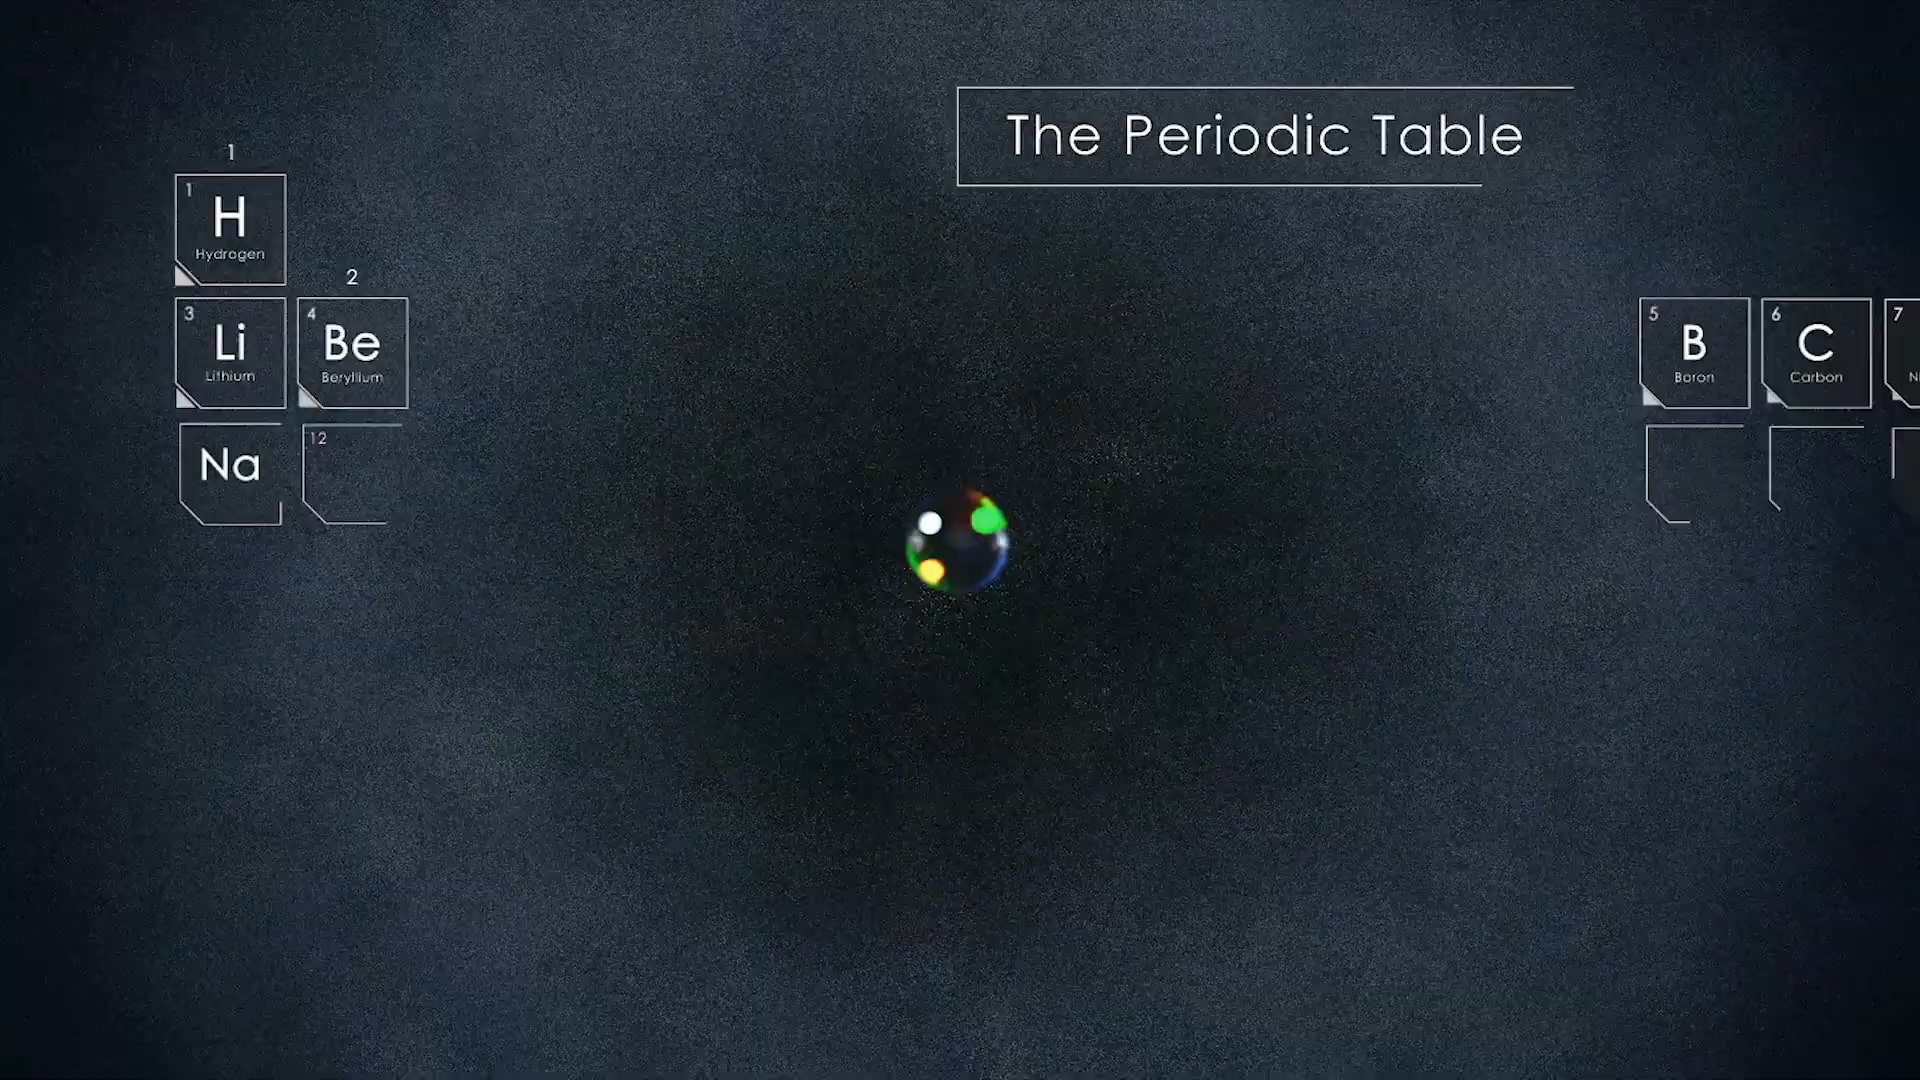 The Periodic Table
1
1
H
Hydrogen
2
3
Li
Lithium
4
Be
Beryllium
5
B
Boron
6
C
Carbon
7
Na
12